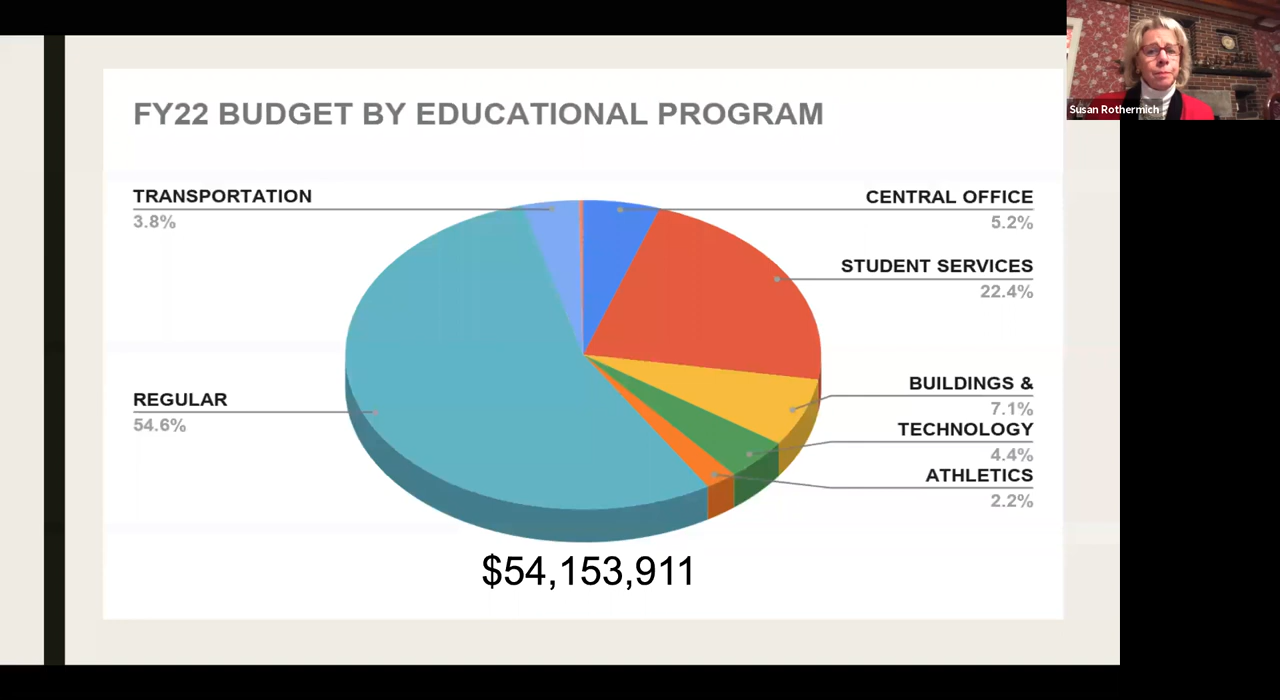 Susan Rothermich
FY22 BUDGET BY EDUCATIONAL PROGRAM
TRANSPORTATION
3.8%
REGULAR
54.6%
CENTRAL OFFICE
5.2%
STUDENT SERVICES
22.4%
BUILDINGS &
7.1%
TECHNOLOGY
4.4%
ATHLETICS
2.2%
$54,153,911